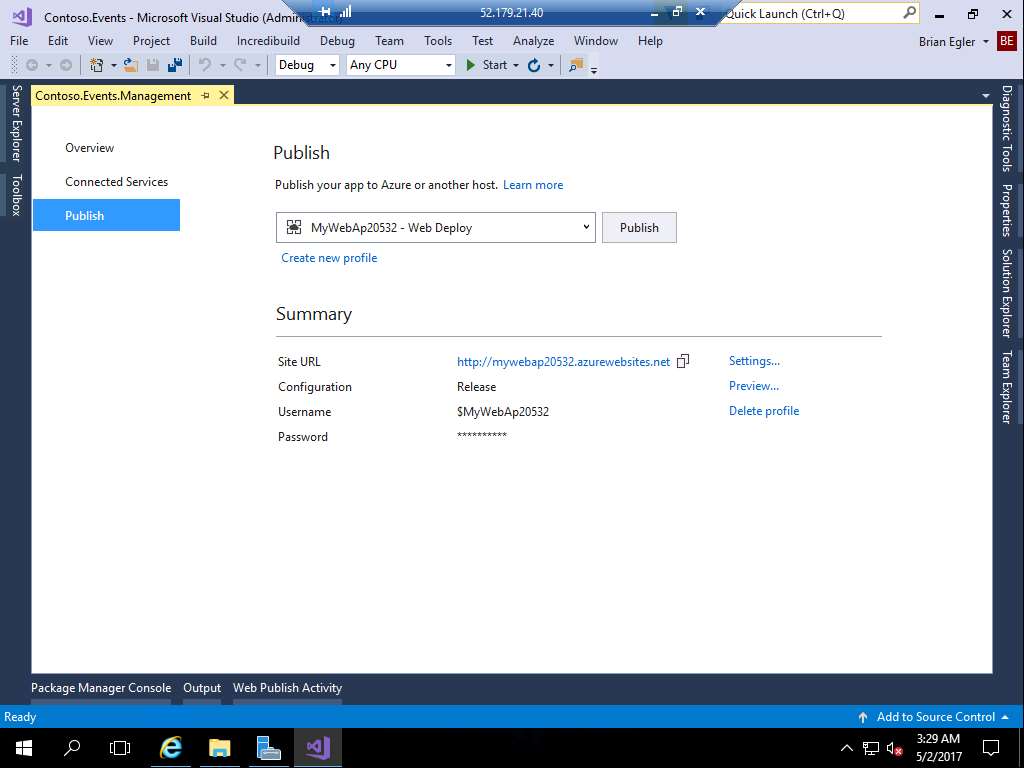 Contoso.Events - Microsoft Visual Studio (Admin
52.179.21.40
Quick Launch (Ctrl+Q)
File Edit View Project Build Incredibuild Debug Team Tools Test Analyze Window Help
Brian Egler BE
Debug Any CPU Start
Contoso.Events.Management
Server Explorer
Toolbox
Overview
Connected Services
Publish
Publish
Publish your app to Azure or another host. Learn more
MyWebAp20532 - Web Deploy Publish
Create new profile
Summary
Site URL http://mywebap20532.azurewebsites.net Settings...
Configuration Release Preview...
Username $MyWebAp20532 Delete profile
Password **********
Diagnostic Tools
Properties
Solution Explorer
Team Explorer
Package Manager Console Output Web Publish Activity
Ready Add to Source Control
3:29 AM
5/2/2017